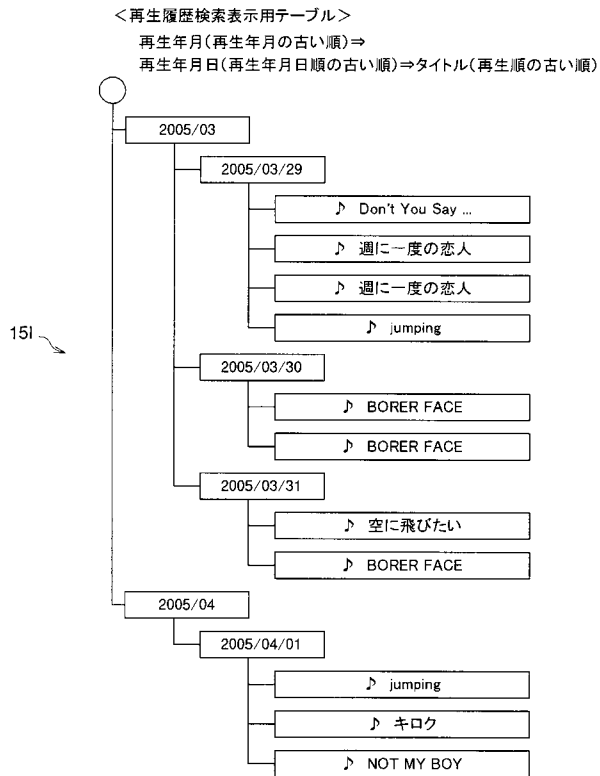 <再生履歴検索表示用テーブル>
再生年月(再生年月の古い順)⇒
再生年月日(再生年月日順の古い順)⇒タイトル(再生順の古い順)
2005/03
2005/03/29
♪ Don't You Say ...
♪ 週に一度の恋人
♪ 週に一度の恋人
♪ jumping
15l
2005/03/30
♪ BORER FACE
♪ BORER FACE
2005/03/31
♪ 空に飛びたい
♪ BORER FACE
2005/04
2005/04/01
♪ jumping
♪ キロク
♪ NOT MY BOY